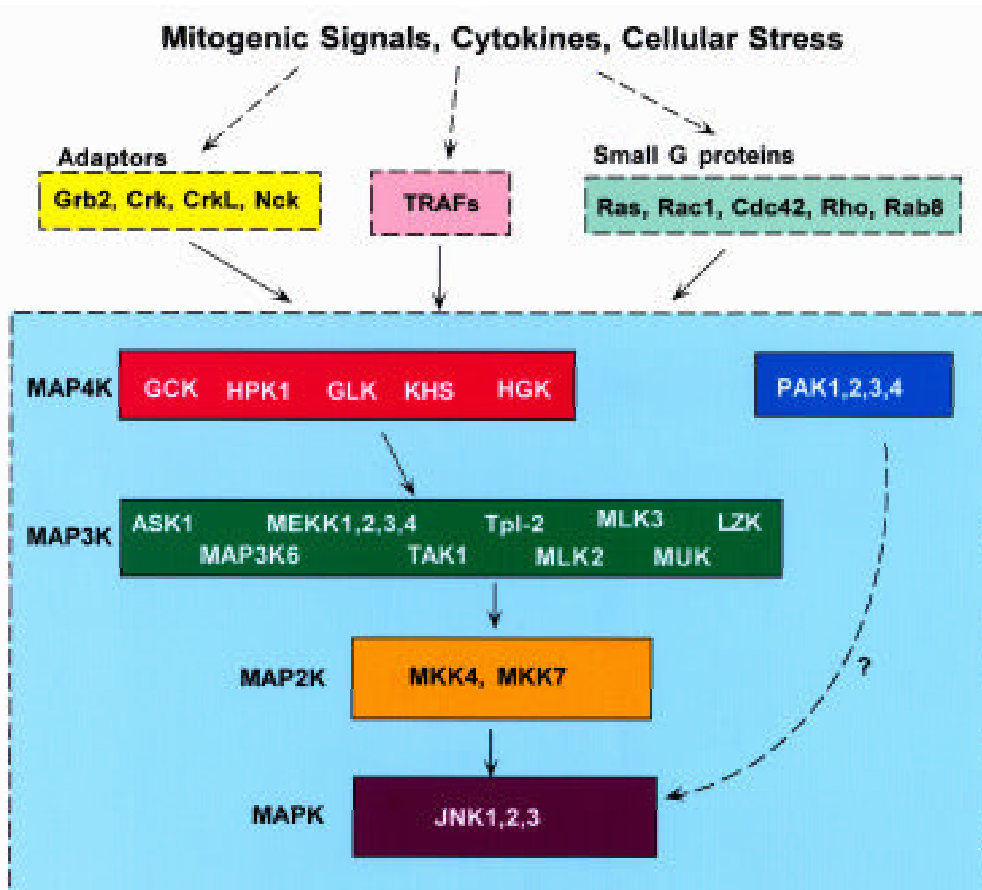 Mitogenic Signals, Cytokines, Cellular Stress
Adaptors
Small G proteins
Grb2, Crk, CrkL, Nck
TRAFs
Ras, Rac1, Cdc42, Rho, Rab8
MAP4K
GCK HPK1 GLK KHS HGK
PAK1,2,3,4
MAP3K
ASK1 MEKK1,2,3,4 Tpl-2 MLK3 LZK
MAP3K6 TAK1 MLK2 MUK
?
MAP2K
MKK4, MKK7
MAPK
JNK1,2,3